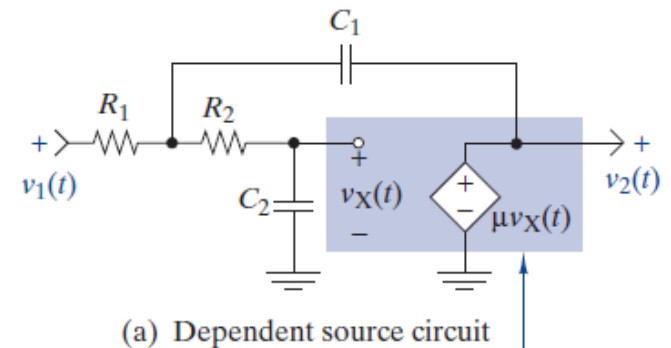 C₁
R₁ R₂
+ +
v₁(t) C₂ + vX(t) − + − μvX(t) v₂(t)
(a) Dependent source circuit